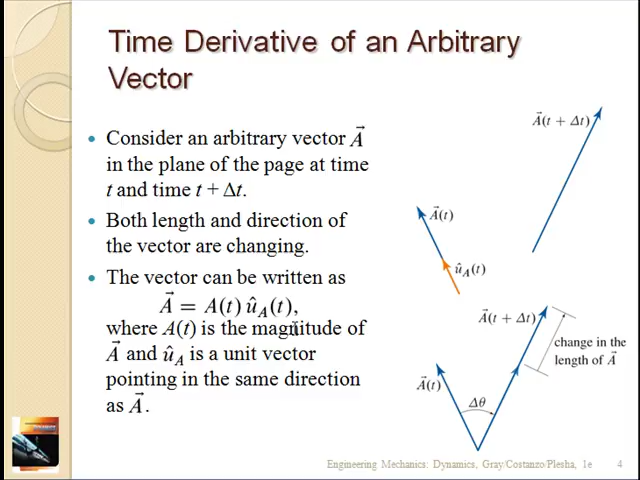 Time Derivative of an Arbitrary
Vector
• Consider an arbitrary vector A⃗
in the plane of the page at time
t and time t + Δt.
• Both length and direction of
the vector are changing.
• The vector can be written as
A⃗ = A(t) û_A(t),
where A(t) is the magnitude of
A⃗ and û_A is a unit vector
pointing in the same direction
as A⃗.
A⃗(t + Δt)
A⃗(t)
û_A(t)
A⃗(t + Δt)
change in the
length of A⃗
A⃗(t)
Δθ
Engineering Mechanics: Dynamics, Gray/Costanzo/Plesha, 1e
4